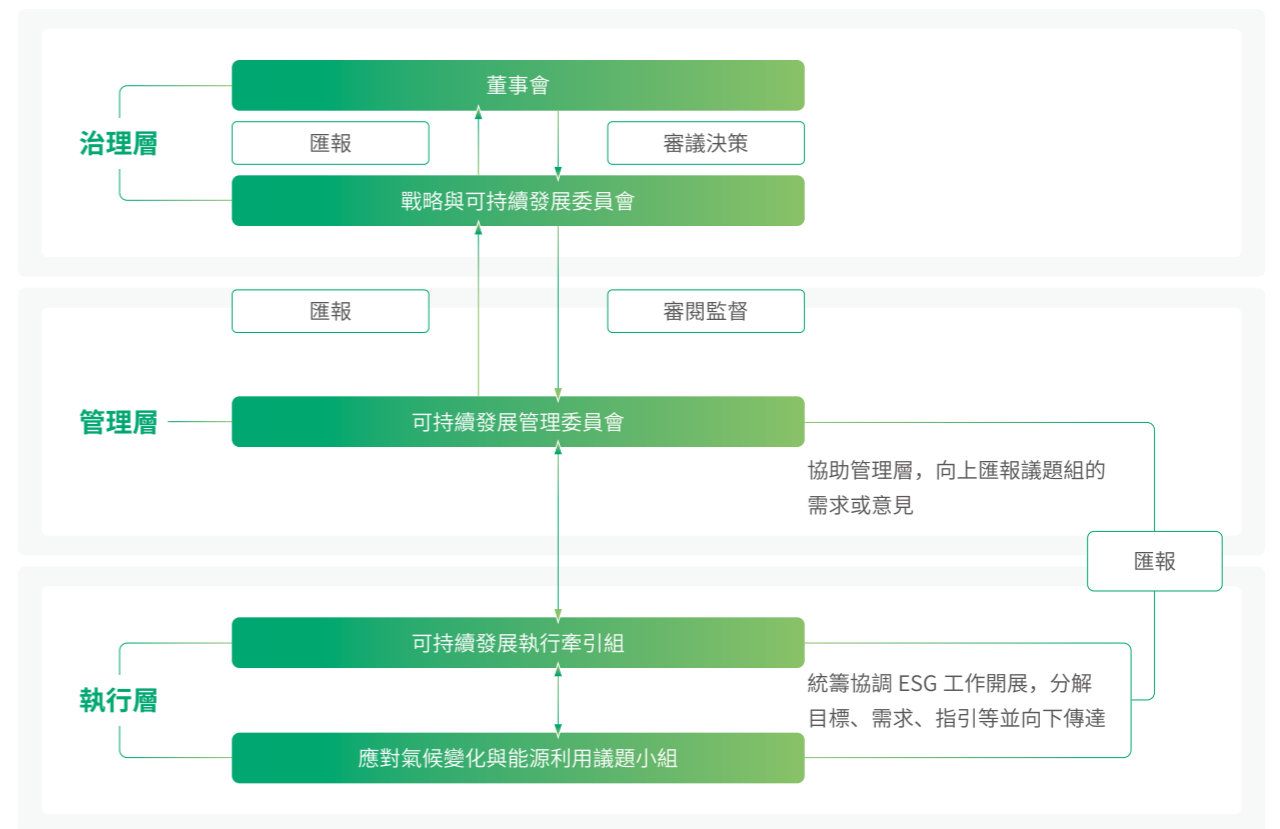 董事會
治理層
匯報
審議決策
戰略與可持續發展委員會
匯報
審閱監督
管理層
可持續發展管理委員會
協助管理層，向上匯報議題組的
需求或意見
匯報
可持續發展執行牽引組
執行層
統籌協調 ESG 工作開展，分解
目標、需求、指引等並向下傳達
應對氣候變化與能源利用議題小組